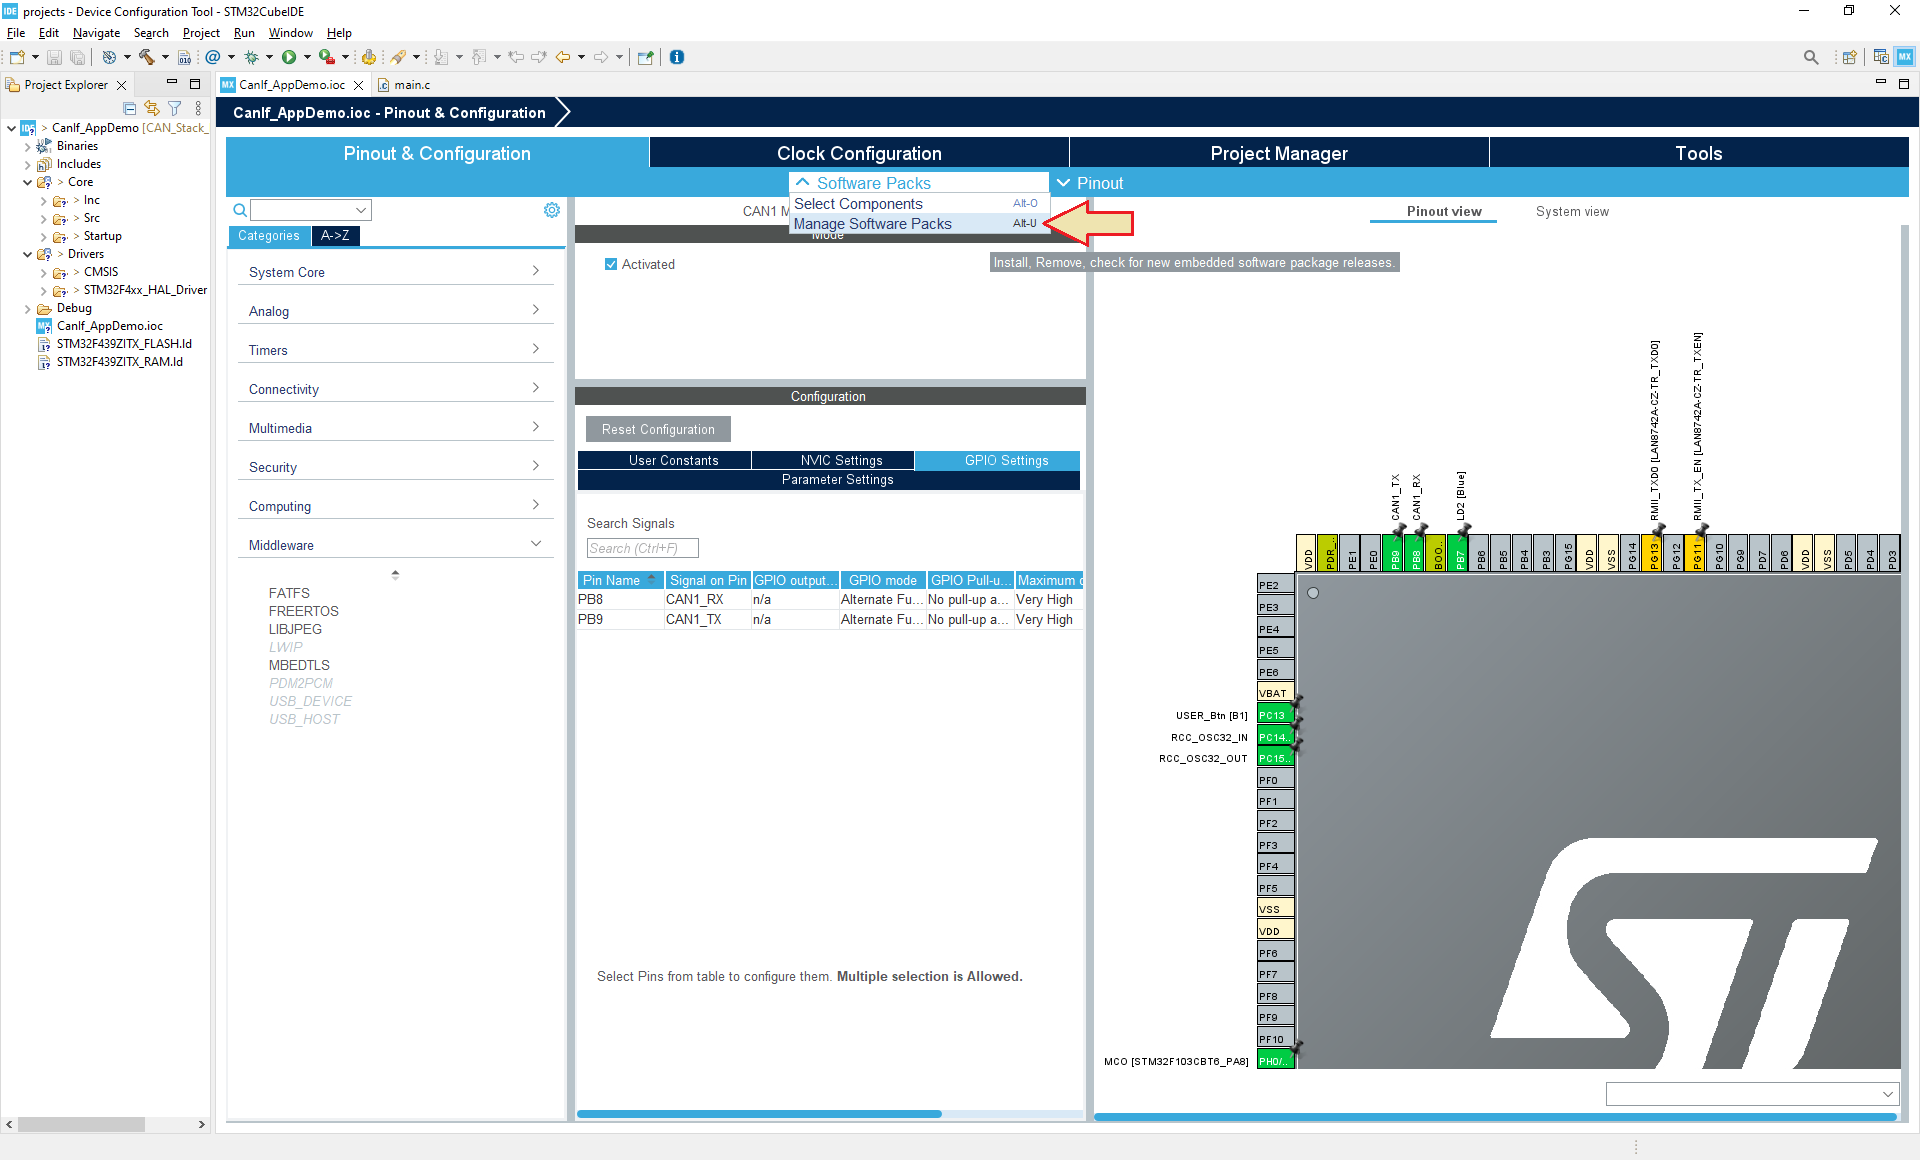 IDE projects - Device Configuration Tool - STM32CubeIDE
File Edit Navigate Search Project Run Window Help
Project Explorer
MX CanIf_AppDemo.ioc
main.c
CanIf_AppDemo.ioc - Pinout & Configuration
> CanIf_AppDemo [CAN_Stack_
Binaries
Includes
> Core
> Inc
> Src
> Startup
> Drivers
> CMSIS
> STM32F4xx_HAL_Driver
Debug
CanIf_AppDemo.ioc
STM32F439ZITX_FLASH.ld
STM32F439ZITX_RAM.ld
Pinout & Configuration
Clock Configuration
Project Manager
Tools
Software Packs
Pinout
Select Components Alt-O
Manage Software Packs Alt-U
Install, Remove, check for new embedded software package releases.
Categories
A->Z
System Core
Analog
Timers
Connectivity
Multimedia
Security
Computing
Middleware
FATFS
FREERTOS
LIBJPEG
LWIP
MBEDTLS
PDM2PCM
USB_DEVICE
USB_HOST
CAN1 M
Mode
Activated
Configuration
Reset Configuration
User Constants
NVIC Settings
GPIO Settings
Parameter Settings
Search Signals
Search (Ctrl+F)
Pin Name Signal on Pin GPIO output... GPIO mode GPIO Pull-u... Maximum o
PB8 CAN1_RX n/a Alternate Fu... No pull-up a... Very High
PB9 CAN1_TX n/a Alternate Fu... No pull-up a... Very High
Select Pins from table to configure them. Multiple selection is Allowed.
Pinout view
System view
CAN1_TX
CAN1_RX
LD2 [Blue]
RMII_TXD0 [LAN8742A-CZ-TR_TXD0]
RMII_TX_EN [LAN8742A-CZ-TR_TXEN]
VDD
PDR_..
PE1
PE0
PB9
PB8
BOO..
PB7
PB6
PB5
PB4
PB3
PG15
VDD
VSS
PG14
PG13
PG12
PG11
PG10
PG9
PD7
PD6
VDD
VSS
PD5
PD4
PD3
PE2
PE3
PE4
PE5
PE6
VBAT
USER_Btn [B1] PC13
RCC_OSC32_IN PC14..
RCC_OSC32_OUT PC15..
PF0
PF1
PF2
PF3
PF4
PF5
VSS
VDD
PF6
PF7
PF8
PF9
PF10
MCO [STM32F103CBT6_PA8] PH0/..
ST